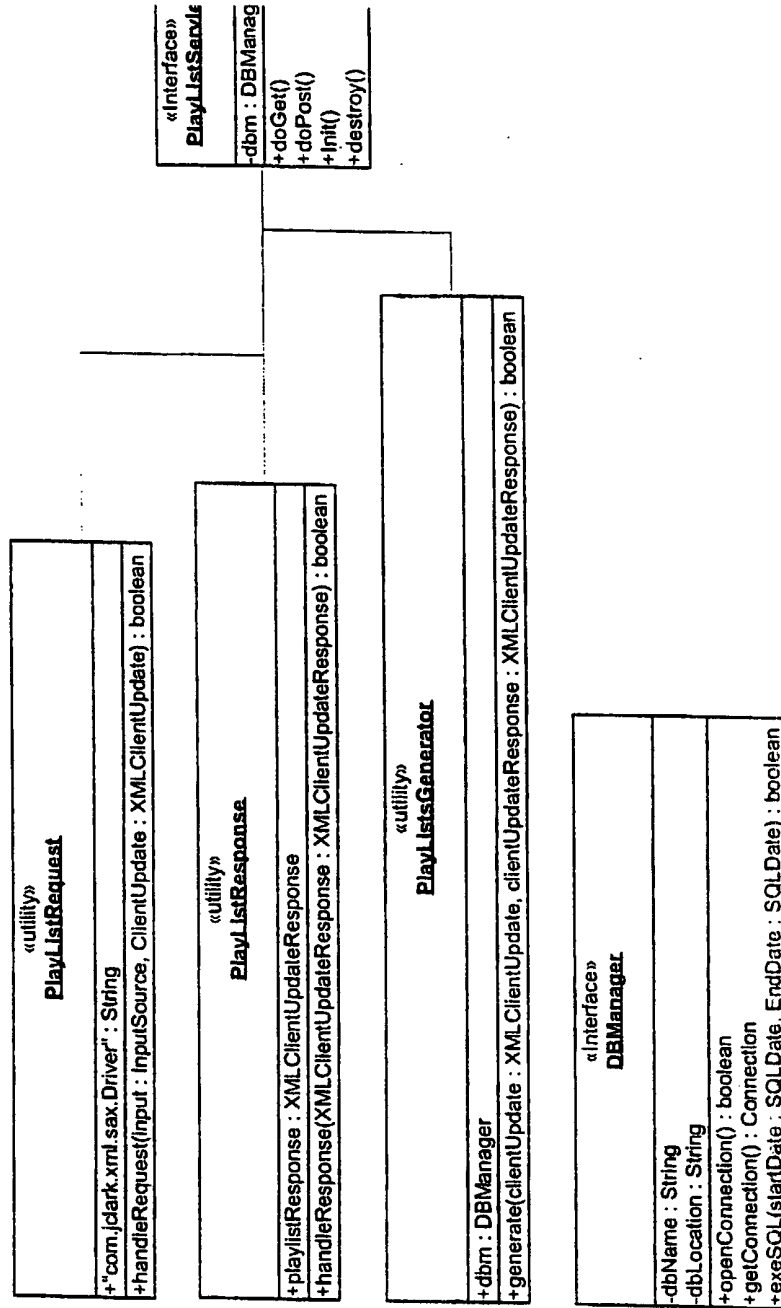 «utility»
PlayListRequest
+"com.jclark.xml.sax.Driver" : String
+handleRequest(Input : InputSource, ClientUpdate : XMLClientUpdate) : boolean
«utility»
PlayListResponse
+playlistResponse : XMLClientUpdateResponse
+handleResponse(XMLClientUpdateResponse : XMLClientUpdateResponse) : boolean
«utility»
PlayListsGenerator
+dbm : DBManager
+generate(clientUpdate : XMLClientUpdate, clientUpdateResponse : XMLClientUpdateResponse) : boolean
«Interface»
DBManager
-dbName : String
-dbLocation : String
+openConnection() : boolean
+getConnection() : Connection
+exeSQL(startDate : SQLDate, EndDate : SQLDate) : boolean
«Interface»
PlayListServle
-dbm : DBManag
+doGet()
+doPost()
+Init()
+destroy()